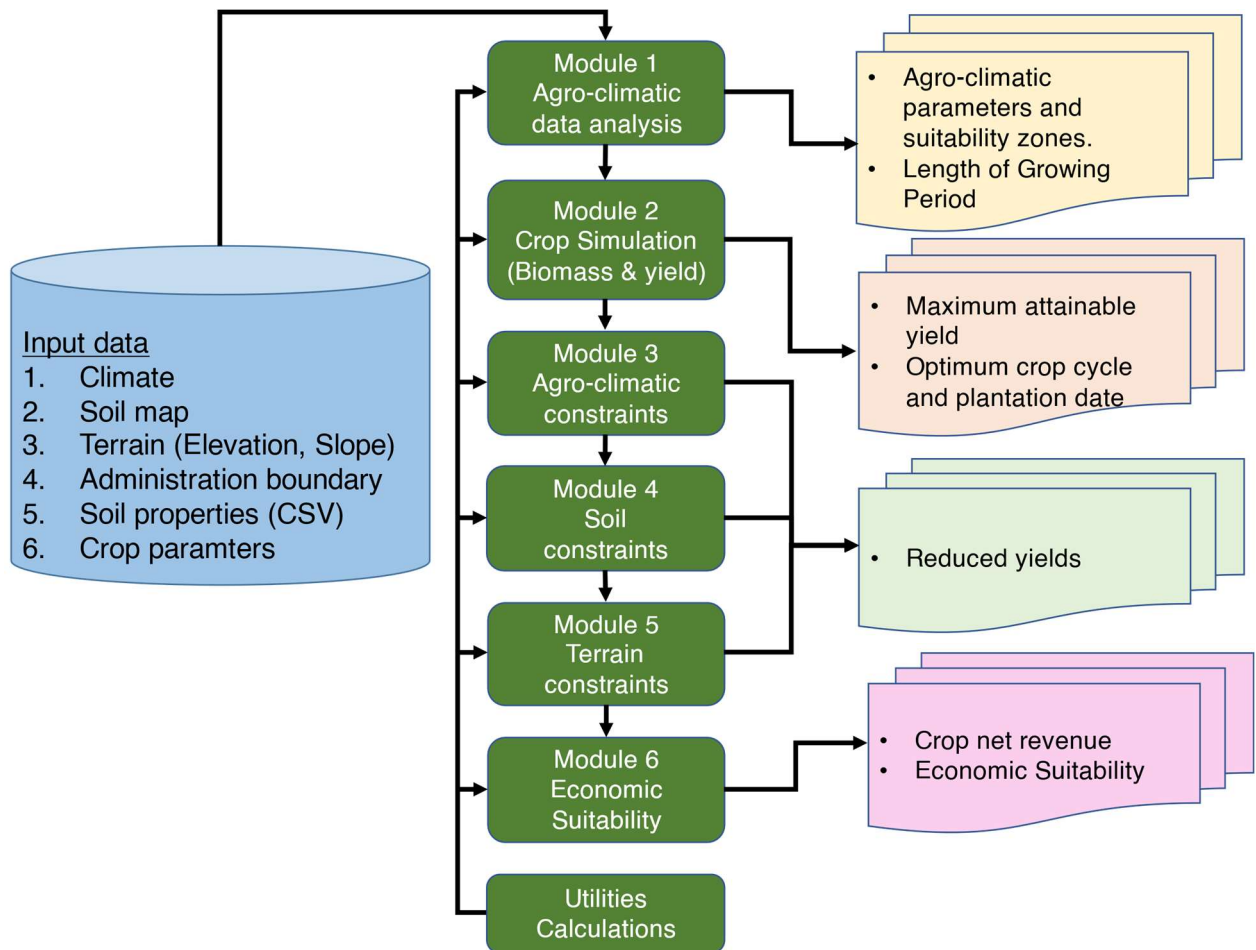 Input data
1. Climate
2. Soil map
3. Terrain (Elevation, Slope)
4. Administration boundary
5. Soil properties (CSV)
6. Crop paramters
Module 1
Agro-climatic
data analysis
Module 2
Crop Simulation
(Biomass & yield)
Module 3
Agro-climatic
constraints
Module 4
Soil
constraints
Module 5
Terrain
constraints
Module 6
Economic
Suitability
Utilities
Calculations
• Agro-climatic
parameters and
suitability zones.
• Length of Growing
Period
• Maximum attainable
yield
• Optimum crop cycle
and plantation date
• Reduced yields
• Crop net revenue
• Economic Suitability